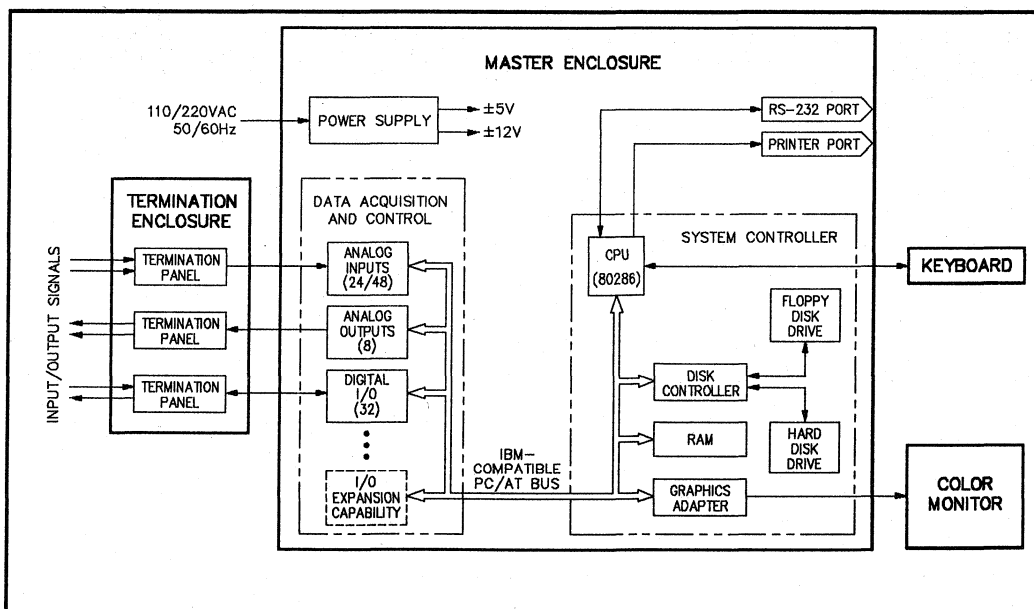 MASTER ENCLOSURE
110/220VAC
50/60Hz
POWER SUPPLY
±5V
±12V
RS-232 PORT
PRINTER PORT
TERMINATION
ENCLOSURE
INPUT/OUTPUT SIGNALS
TERMINATION
PANEL
TERMINATION
PANEL
TERMINATION
PANEL
DATA ACQUISITION
AND CONTROL
ANALOG
INPUTS
(24/48)
ANALOG
OUTPUTS
(8)
DIGITAL
I/O
(32)
I/O
EXPANSION
CAPABILITY
IBM-
COMPATIBLE
PC/AT BUS
SYSTEM CONTROLLER
CPU
(80286)
FLOPPY
DISK
DRIVE
DISK
CONTROLLER
RAM
HARD
DISK
DRIVE
GRAPHICS
ADAPTER
KEYBOARD
COLOR
MONITOR